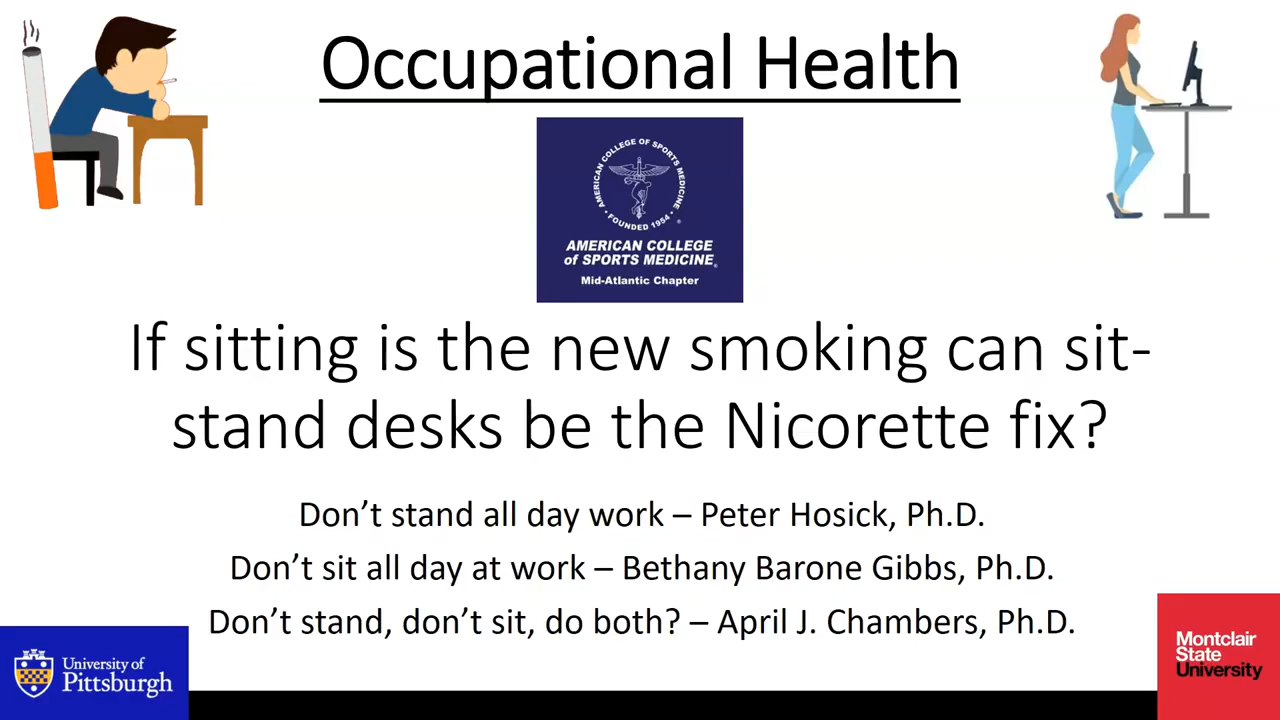 Occupational Health
AMERICAN COLLEGE OF SPORTS MEDICINE
• FOUNDED 1954 •
®
AMERICAN COLLEGE
of SPORTS MEDICINE®
Mid-Atlantic Chapter
If sitting is the new smoking can sit-
stand desks be the Nicorette fix?
Don’t stand all day work – Peter Hosick, Ph.D.
Don’t sit all day at work – Bethany Barone Gibbs, Ph.D.
Don’t stand, don’t sit, do both? – April J. Chambers, Ph.D.
University of
Pittsburgh
Montclair
State
University